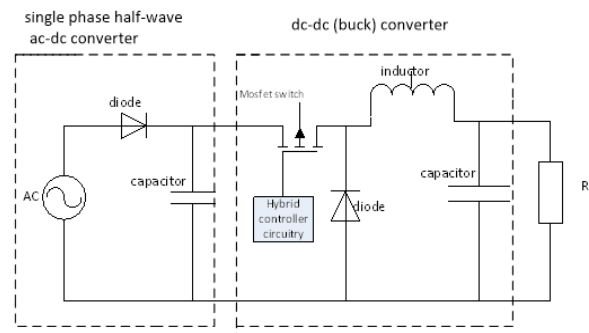 single phase half-wave
ac-dc converter
dc-dc (buck) converter
inductor
Mosfet switch
diode
AC
capacitor
Hybrid
controller
circuitry
diode
capacitor
R